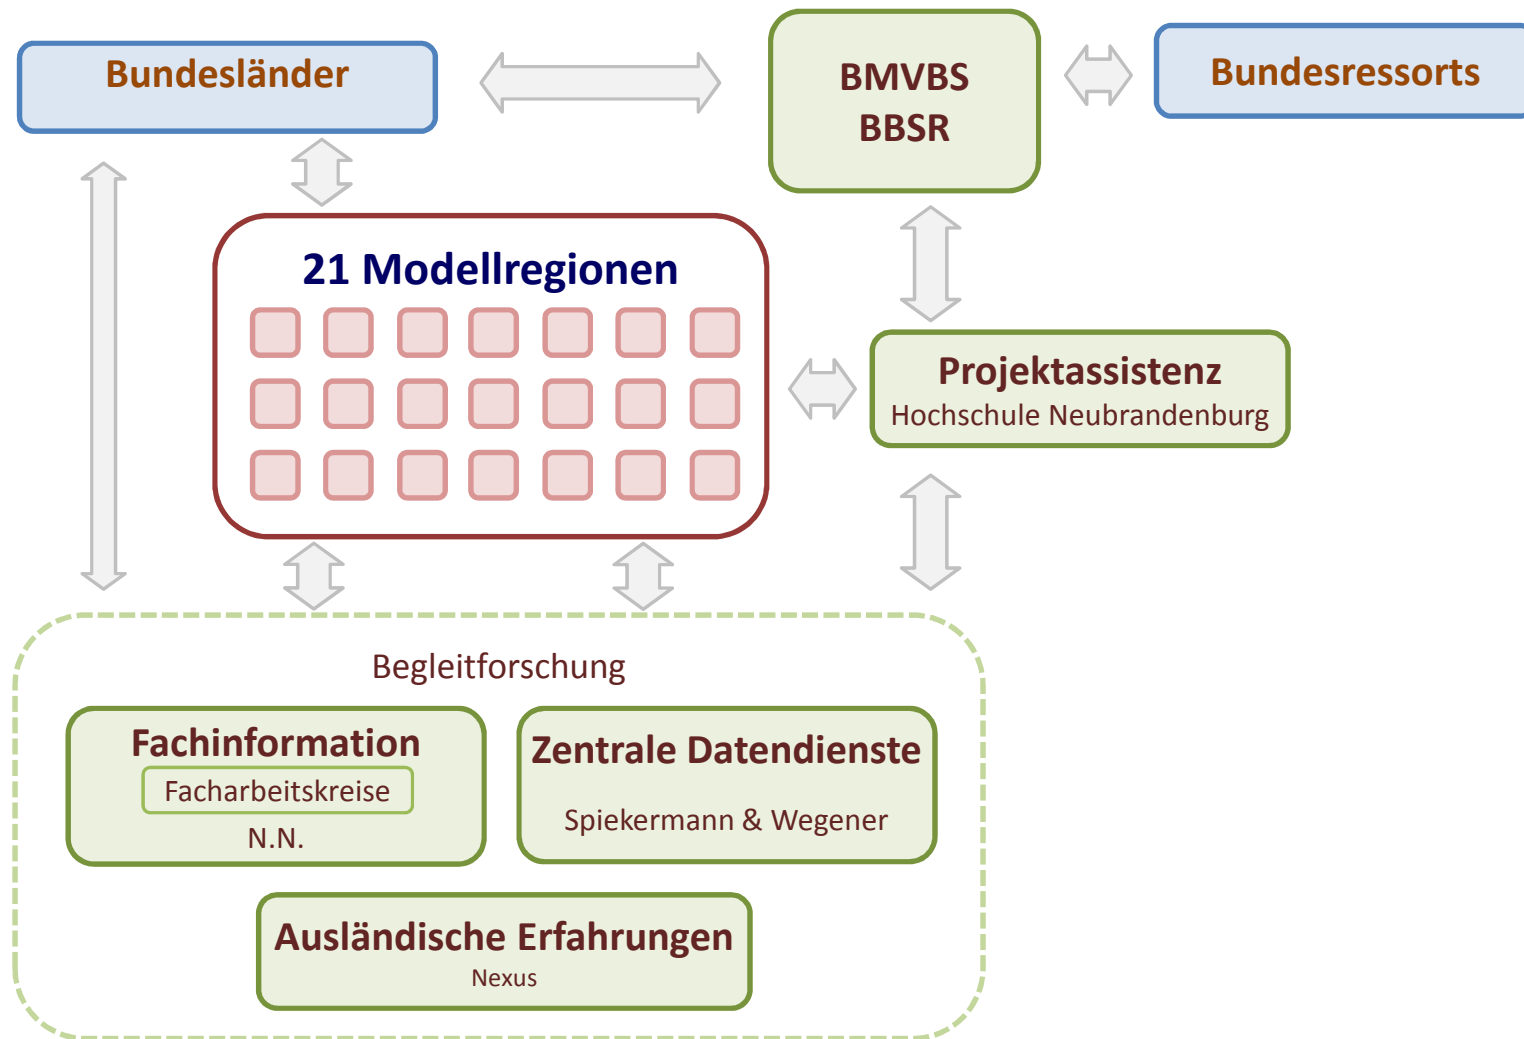 Bundesländer
BMVBS
BBSR
Bundesressorts
21 Modellregionen
Projektassistenz
Hochschule Neubrandenburg
Begleitforschung
Fachinformation
Facharbeitskreise
N.N.
Zentrale Datendienste
Spiekermann & Wegener
Ausländische Erfahrungen
Nexus